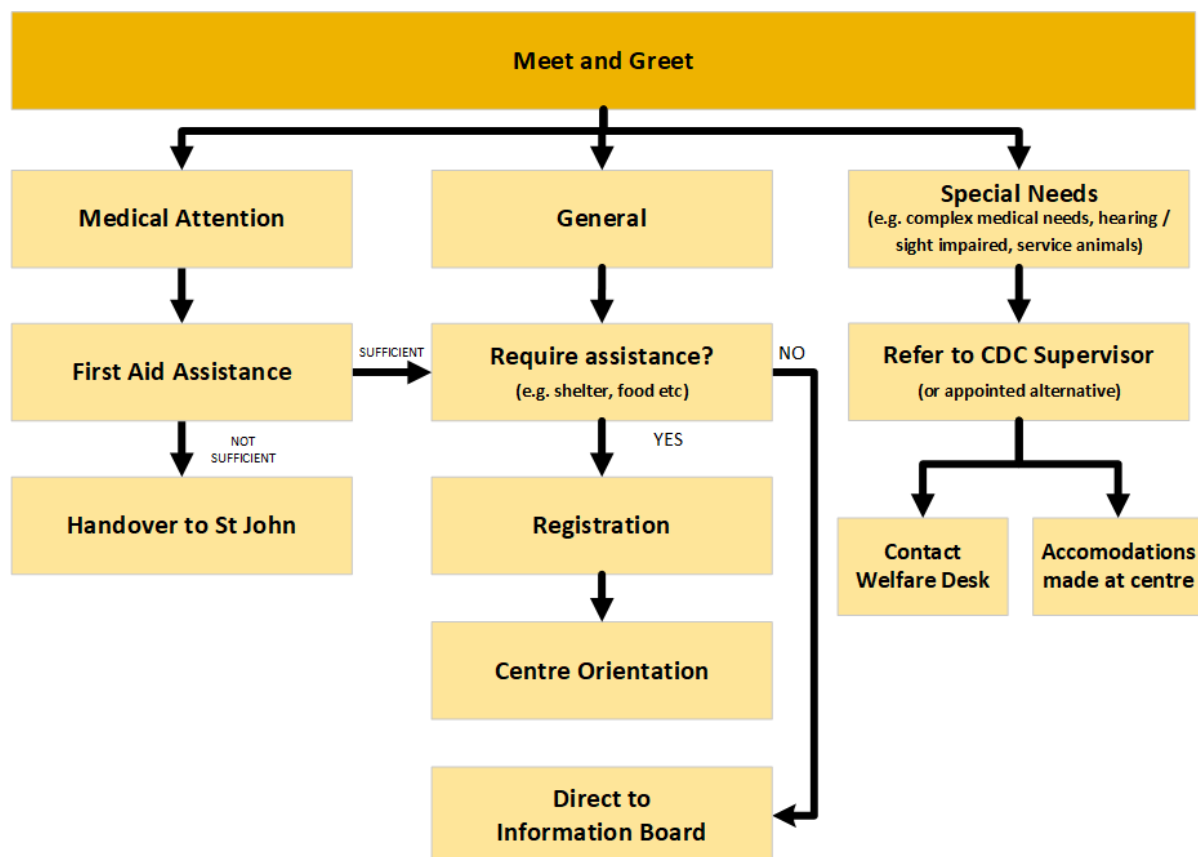 Meet and Greet
Medical Attention
General
Special Needs
(e.g. complex medical needs, hearing /
sight impaired, service animals)
First Aid Assistance
SUFFICIENT
Require assistance?
(e.g. shelter, food etc)
NO
Refer to CDC Supervisor
(or appointed alternative)
NOT
SUFFICIENT
YES
Handover to St John
Registration
Contact
Welfare Desk
Accomodations
made at centre
Centre Orientation
Direct to
Information Board